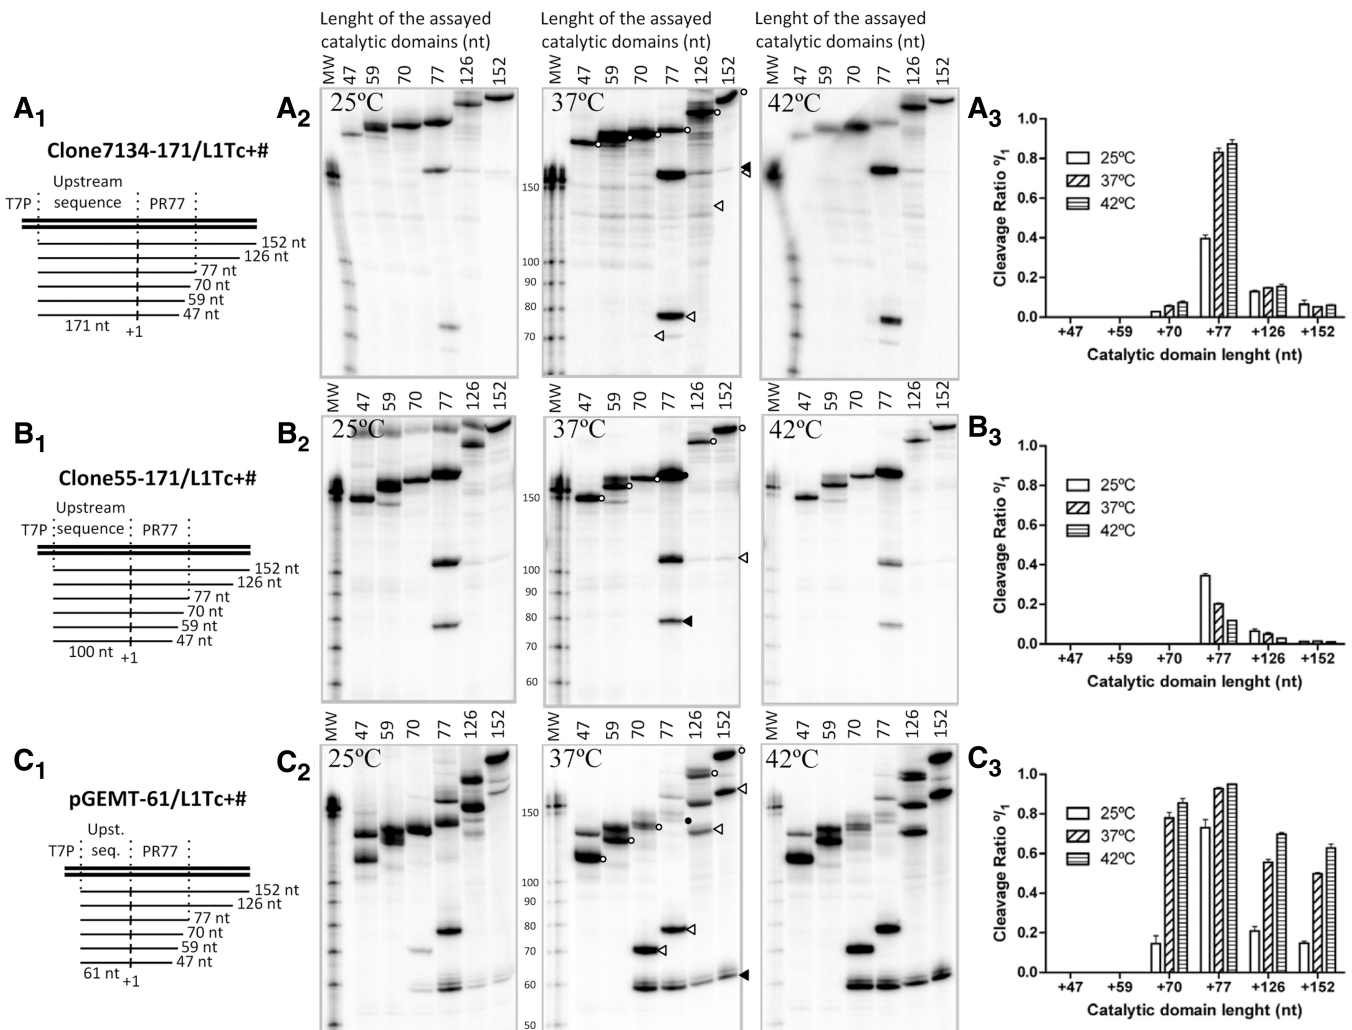 Lenght of the assayed
catalytic domains (nt)
Lenght of the assayed
catalytic domains (nt)
Lenght of the assayed
catalytic domains (nt)
A1
Clone7134-171/L1Tc+#
Upstream
T7P sequence PR77
152 nt
126 nt
77 nt
70 nt
59 nt
47 nt
171 nt +1
A2
MW 47 59 70 77 126 152
25ºC
MW 47 59 70 77 126 152
37ºC
150
100
90
80
70
MW 47 59 70 77 126 152
42ºC
A3
Cleavage Ratio º/1
1.0
0.8
0.6
0.4
0.2
0.0
25ºC
37ºC
42ºC
+47 +59 +70 +77 +126 +152
Catalytic domain lenght (nt)
B1
Clone55-171/L1Tc+#
Upstream
T7P sequence PR77
152 nt
126 nt
77 nt
70 nt
59 nt
47 nt
100 nt +1
B2
MW 47 59 70 77 126 152
25ºC
MW 47 59 70 77 126 152
37ºC
150
100
90
80
70
60
MW 47 59 70 77 126 152
42ºC
B3
Cleavage Ratio º/1
1.0
0.8
0.6
0.4
0.2
0.0
25ºC
37ºC
42ºC
+47 +59 +70 +77 +126 +152
Catalytic domain lenght (nt)
C1
pGEMT-61/L1Tc+#
Upst.
T7P seq. PR77
152 nt
126 nt
77 nt
70 nt
59 nt
47 nt
61 nt +1
C2
MW 47 59 70 77 126 152
25ºC
MW 47 59 70 77 126 152
37ºC
150
100
90
80
70
60
50
MW 47 59 70 77 126 152
42ºC
C3
Cleavage Ratio º/1
1.0
0.8
0.6
0.4
0.2
0.0
25ºC
37ºC
42ºC
+47 +59 +70 +77 +126 +152
Catalytic domain lenght (nt)